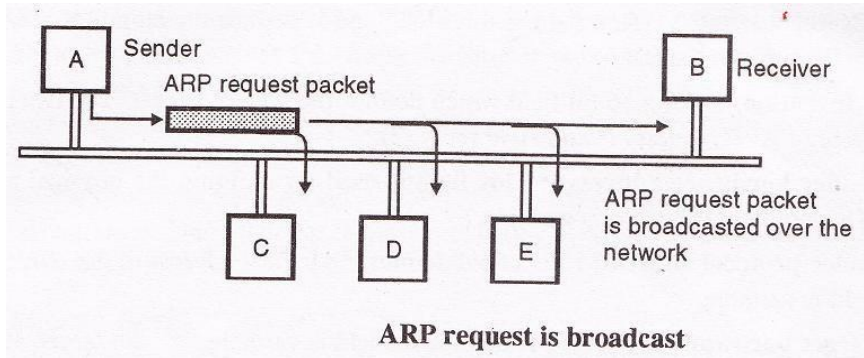 A
Sender
ARP request packet
B
Receiver
C
D
E
ARP request packet
is broadcasted over the
network
ARP request is broadcast